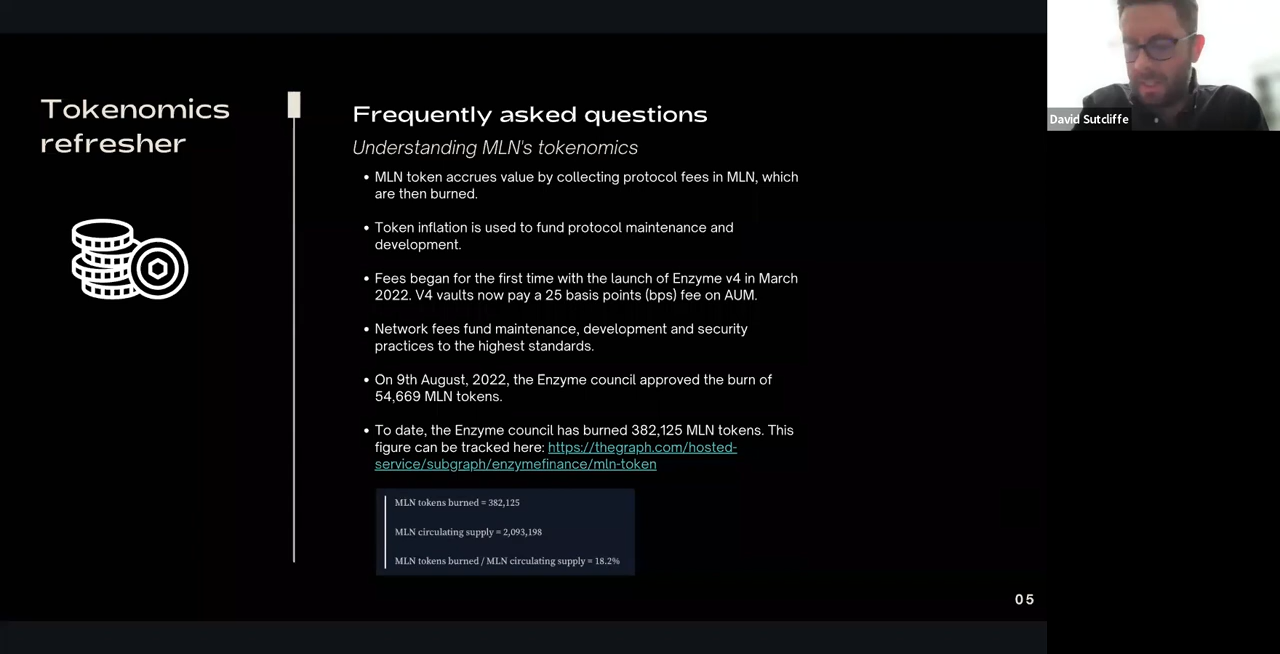 Tokenomics
refresher
Frequently asked questions
Understanding MLN's tokenomics
• MLN token accrues value by collecting protocol fees in MLN, which
are then burned.
• Token inflation is used to fund protocol maintenance and
development.
• Fees began for the first time with the launch of Enzyme v4 in March
2022. V4 vaults now pay a 25 basis points (bps) fee on AUM.
• Network fees fund maintenance, development and security
practices to the highest standards.
• On 9th August, 2022, the Enzyme council approved the burn of
54,669 MLN tokens.
• To date, the Enzyme council has burned 382,125 MLN tokens. This
figure can be tracked here: https://thegraph.com/hosted-
service/subgraph/enzymefinance/mln-token
MLN tokens burned = 382,125
MLN circulating supply = 2,093,198
MLN tokens burned / MLN circulating supply = 18.2%
05
David Sutcliffe